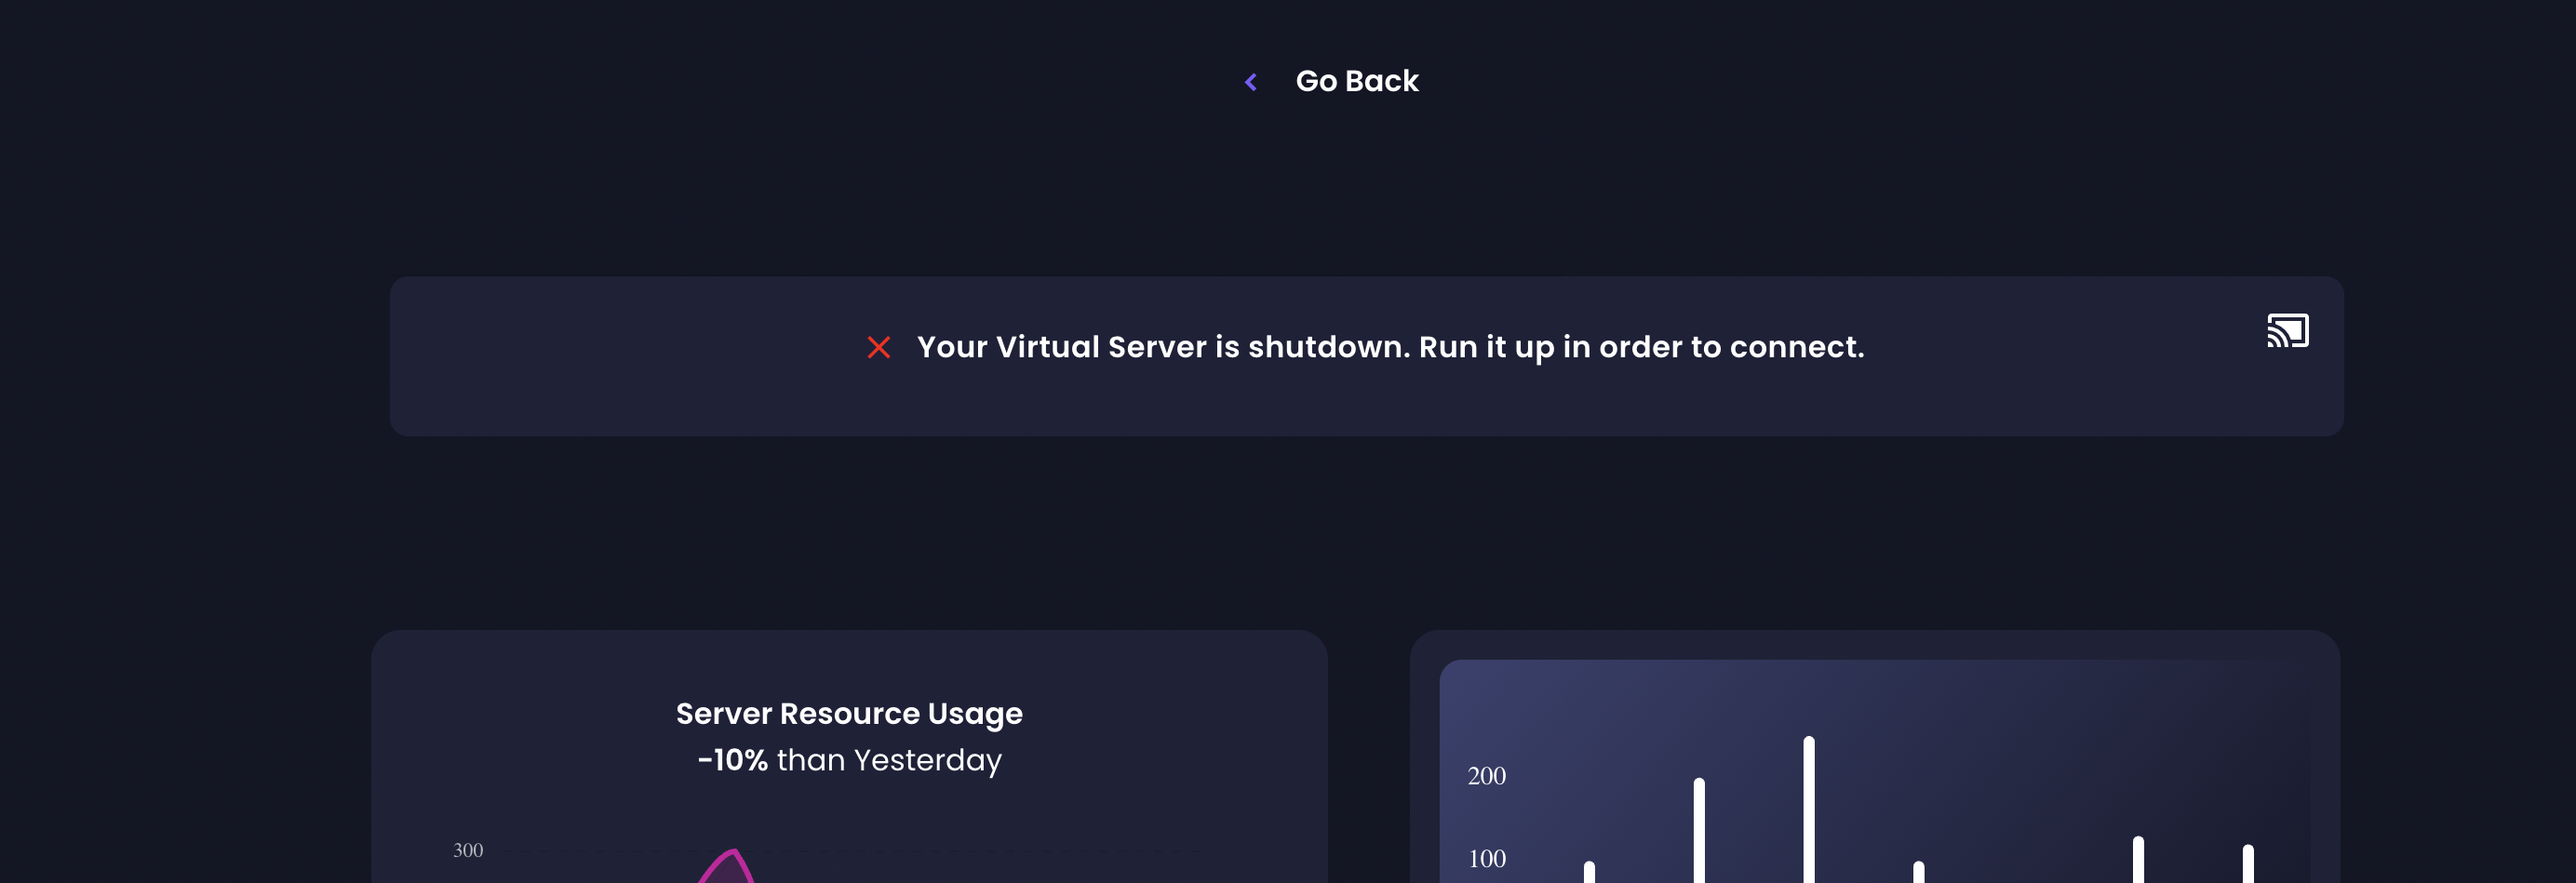 Go Back
Your Virtual Server is shutdown. Run it up in order to connect.
Server Resource Usage
-10% than Yesterday
300
200
100